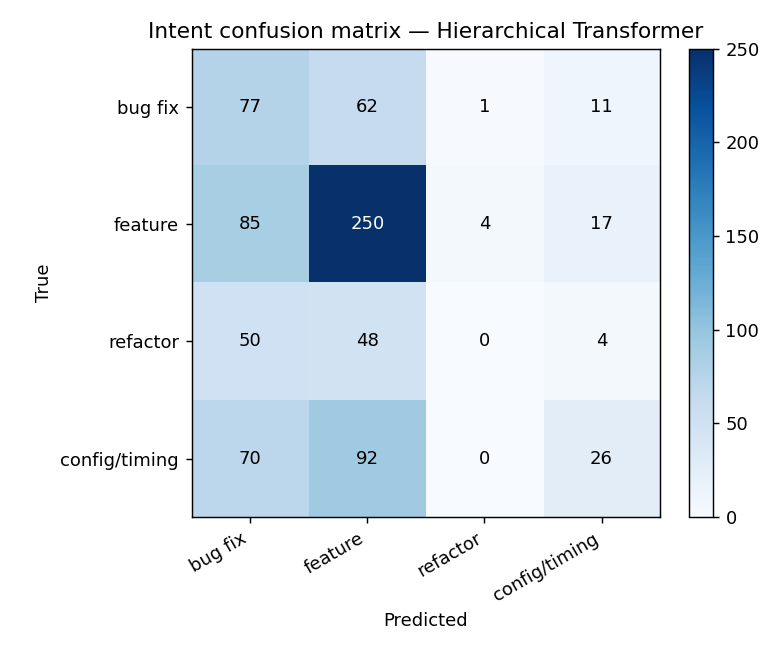 Intent confusion matrix — Hierarchical Transformer
250
200
150
100
50
0
True
bug fix 77 62 1 11
feature 85 250 4 17
refactor 50 48 0 4
config/timing 70 92 0 26
bug fix feature refactor config/timing
Predicted